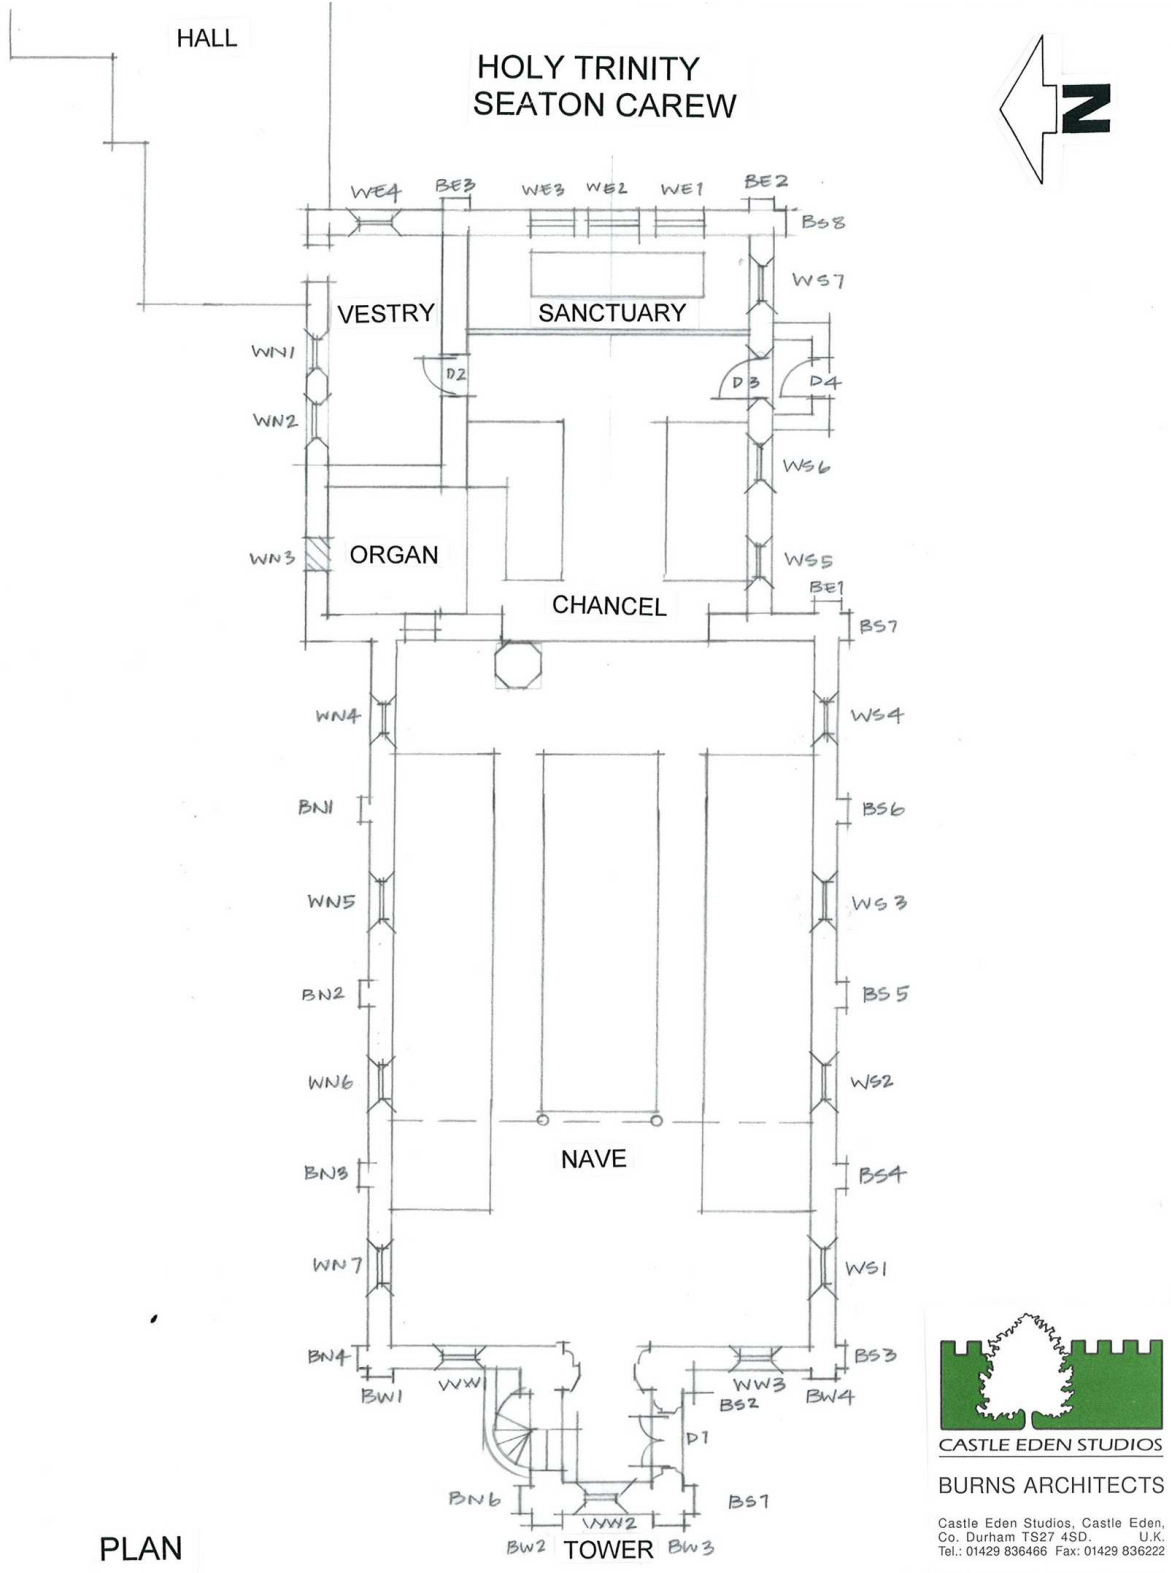 HALL
HOLY TRINITY
SEATON CAREW
N
WE4
BE3
WE3
WE2
WE1
BE2
BS8
WS7
VESTRY
SANCTUARY
WN1
D2
D3
D4
WN2
WS6
WN3
ORGAN
WS5
BE1
CHANCEL
BS7
WN4
WS4
BN1
BS6
WN5
WS3
BN2
BS5
WN6
WS2
NAVE
BN3
BS4
WN7
WS1
BN4
BS3
BW1
WW
WW3
BW4
BS2
D1
BN6
BS1
WW2
BW2
TOWER
BW3
PLAN
CASTLE EDEN STUDIOS
BURNS ARCHITECTS
Castle Eden Studios, Castle Eden,
Co. Durham TS27 4SD. U.K.
Tel.: 01429 836466 Fax: 01429 836222